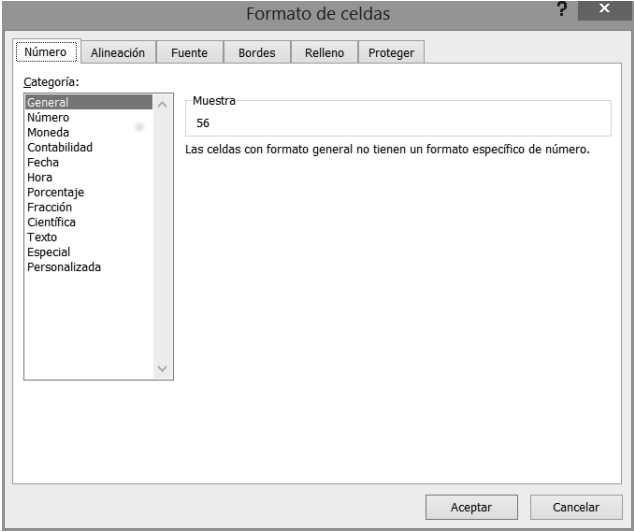 Formato de celdas
? x
Número Alineación Fuente Bordes Relleno Proteger
Categoría:
General
Número
Moneda
Contabilidad
Fecha
Hora
Porcentaje
Fracción
Científica
Texto
Especial
Personalizada
Muestra
56
Las celdas con formato general no tienen un formato específico de número.
Aceptar Cancelar